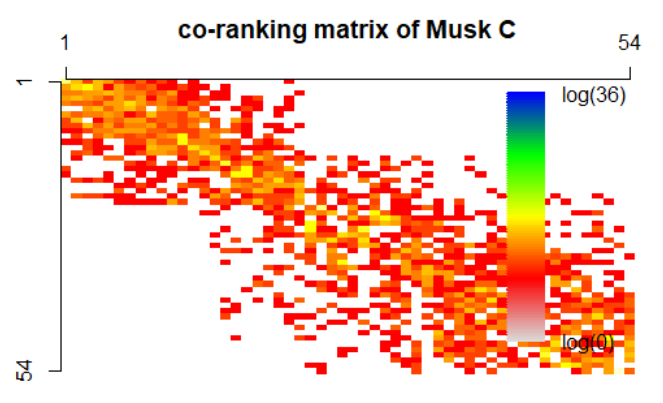 co-ranking matrix of Musk C
1
54
1
log(36)
log(0)
54